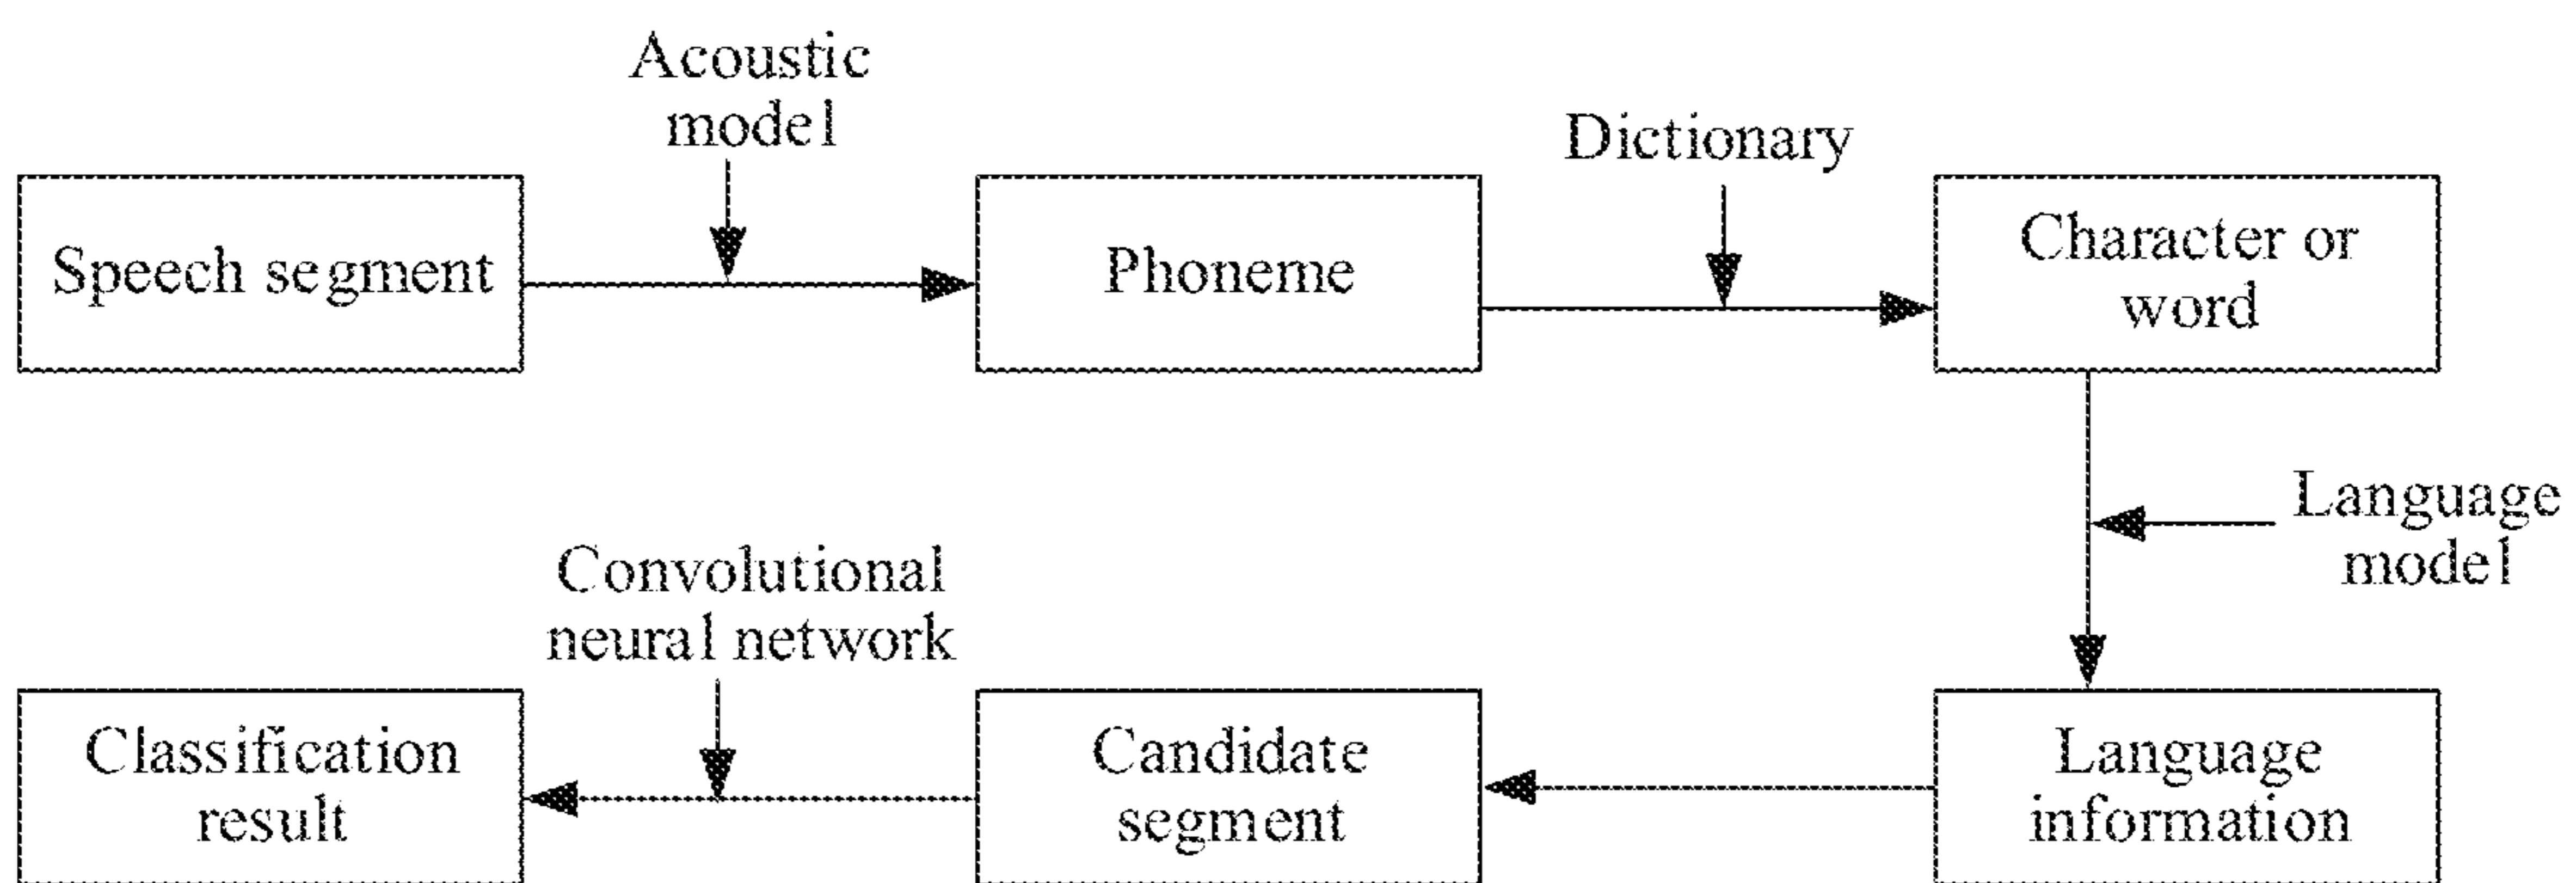 Acoustic
model
Dictionary
Speech segment
Phoneme
Character or
word
Language
model
Convolutional
neural network
Classification
result
Candidate
segment
Language
information